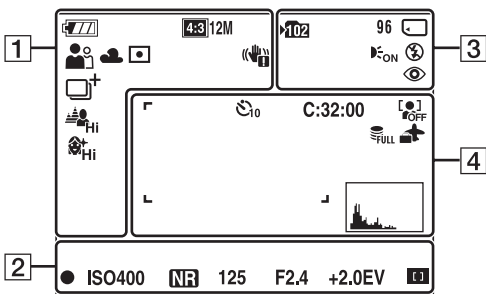 1
4:3 12M
102
96
ON
3
+
Hi
Hi
10
C:32:00
OFF
FULL
4
2
ISO400 NR 125 F2.4 +2.0EV